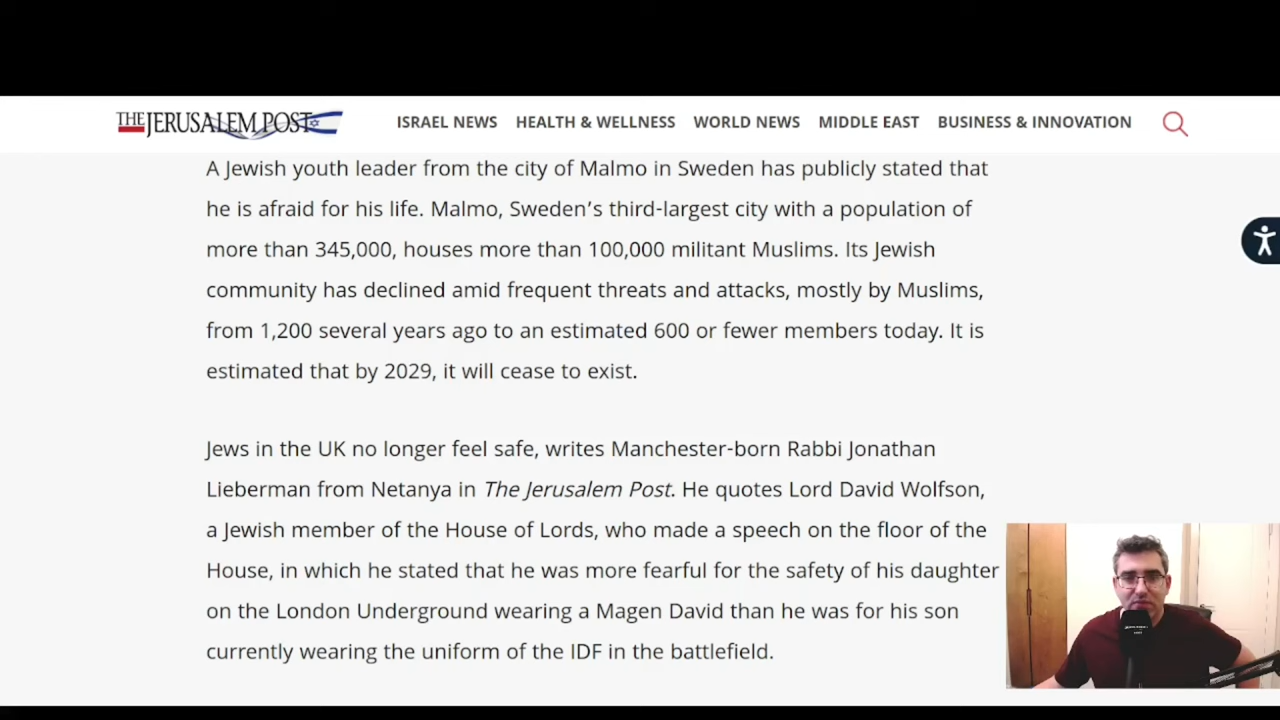 THE JERUSALEM POST
ISRAEL NEWS HEALTH & WELLNESS WORLD NEWS MIDDLE EAST BUSINESS & INNOVATION
A Jewish youth leader from the city of Malmo in Sweden has publicly stated that
he is afraid for his life. Malmo, Sweden’s third-largest city with a population of
more than 345,000, houses more than 100,000 militant Muslims. Its Jewish
community has declined amid frequent threats and attacks, mostly by Muslims,
from 1,200 several years ago to an estimated 600 or fewer members today. It is
estimated that by 2029, it will cease to exist.
Jews in the UK no longer feel safe, writes Manchester-born Rabbi Jonathan
Lieberman from Netanya in The Jerusalem Post. He quotes Lord David Wolfson,
a Jewish member of the House of Lords, who made a speech on the floor of the
House, in which he stated that he was more fearful for the safety of his daughter
on the London Underground wearing a Magen David than he was for his son
currently wearing the uniform of the IDF in the battlefield.